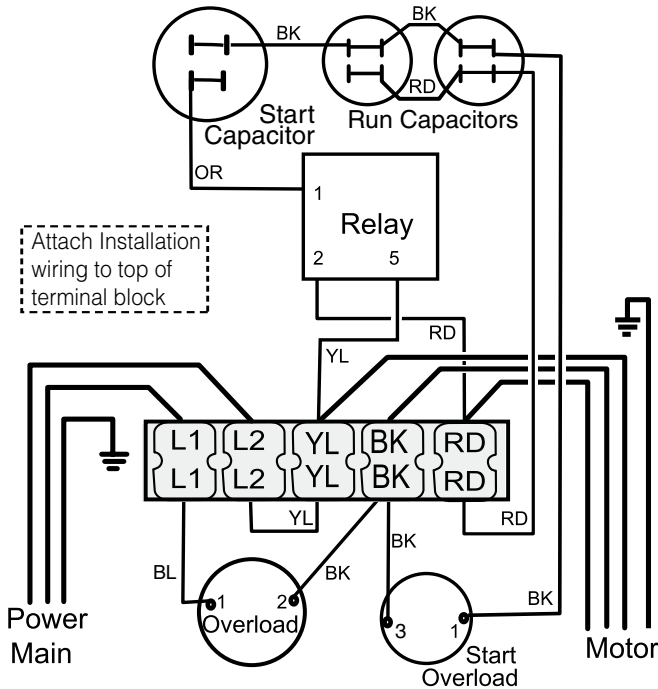 BK
BK
RD
Start
Capacitor
Run Capacitors
OR
1
Relay
2
5
Attach Installation
wiring to top of
terminal block
RD
YL
L1
L2
YL
BK
RD
L1
L2
YL
BK
RD
YL
RD
BK
BL
BK
BK
1
2
Overload
3
1
Start
Overload
Power
Main
Motor